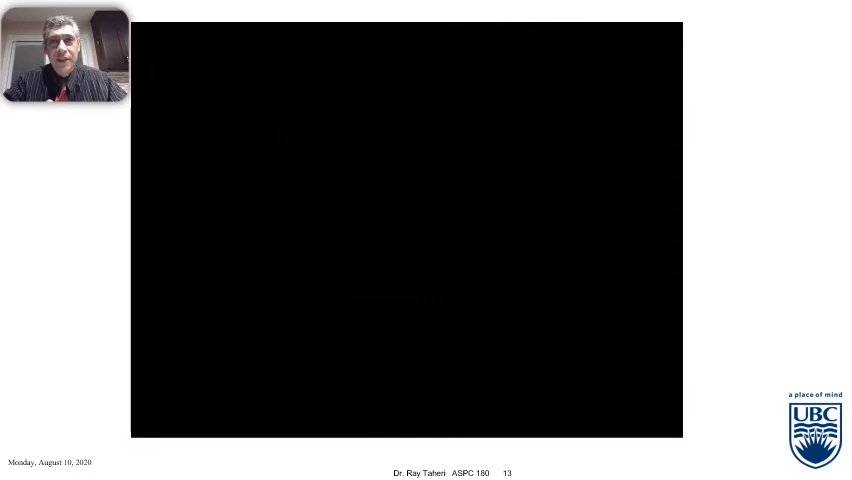 a place of mind
UBC
Monday, August 10, 2020
Dr. Ray Taheri ASPC 180 13